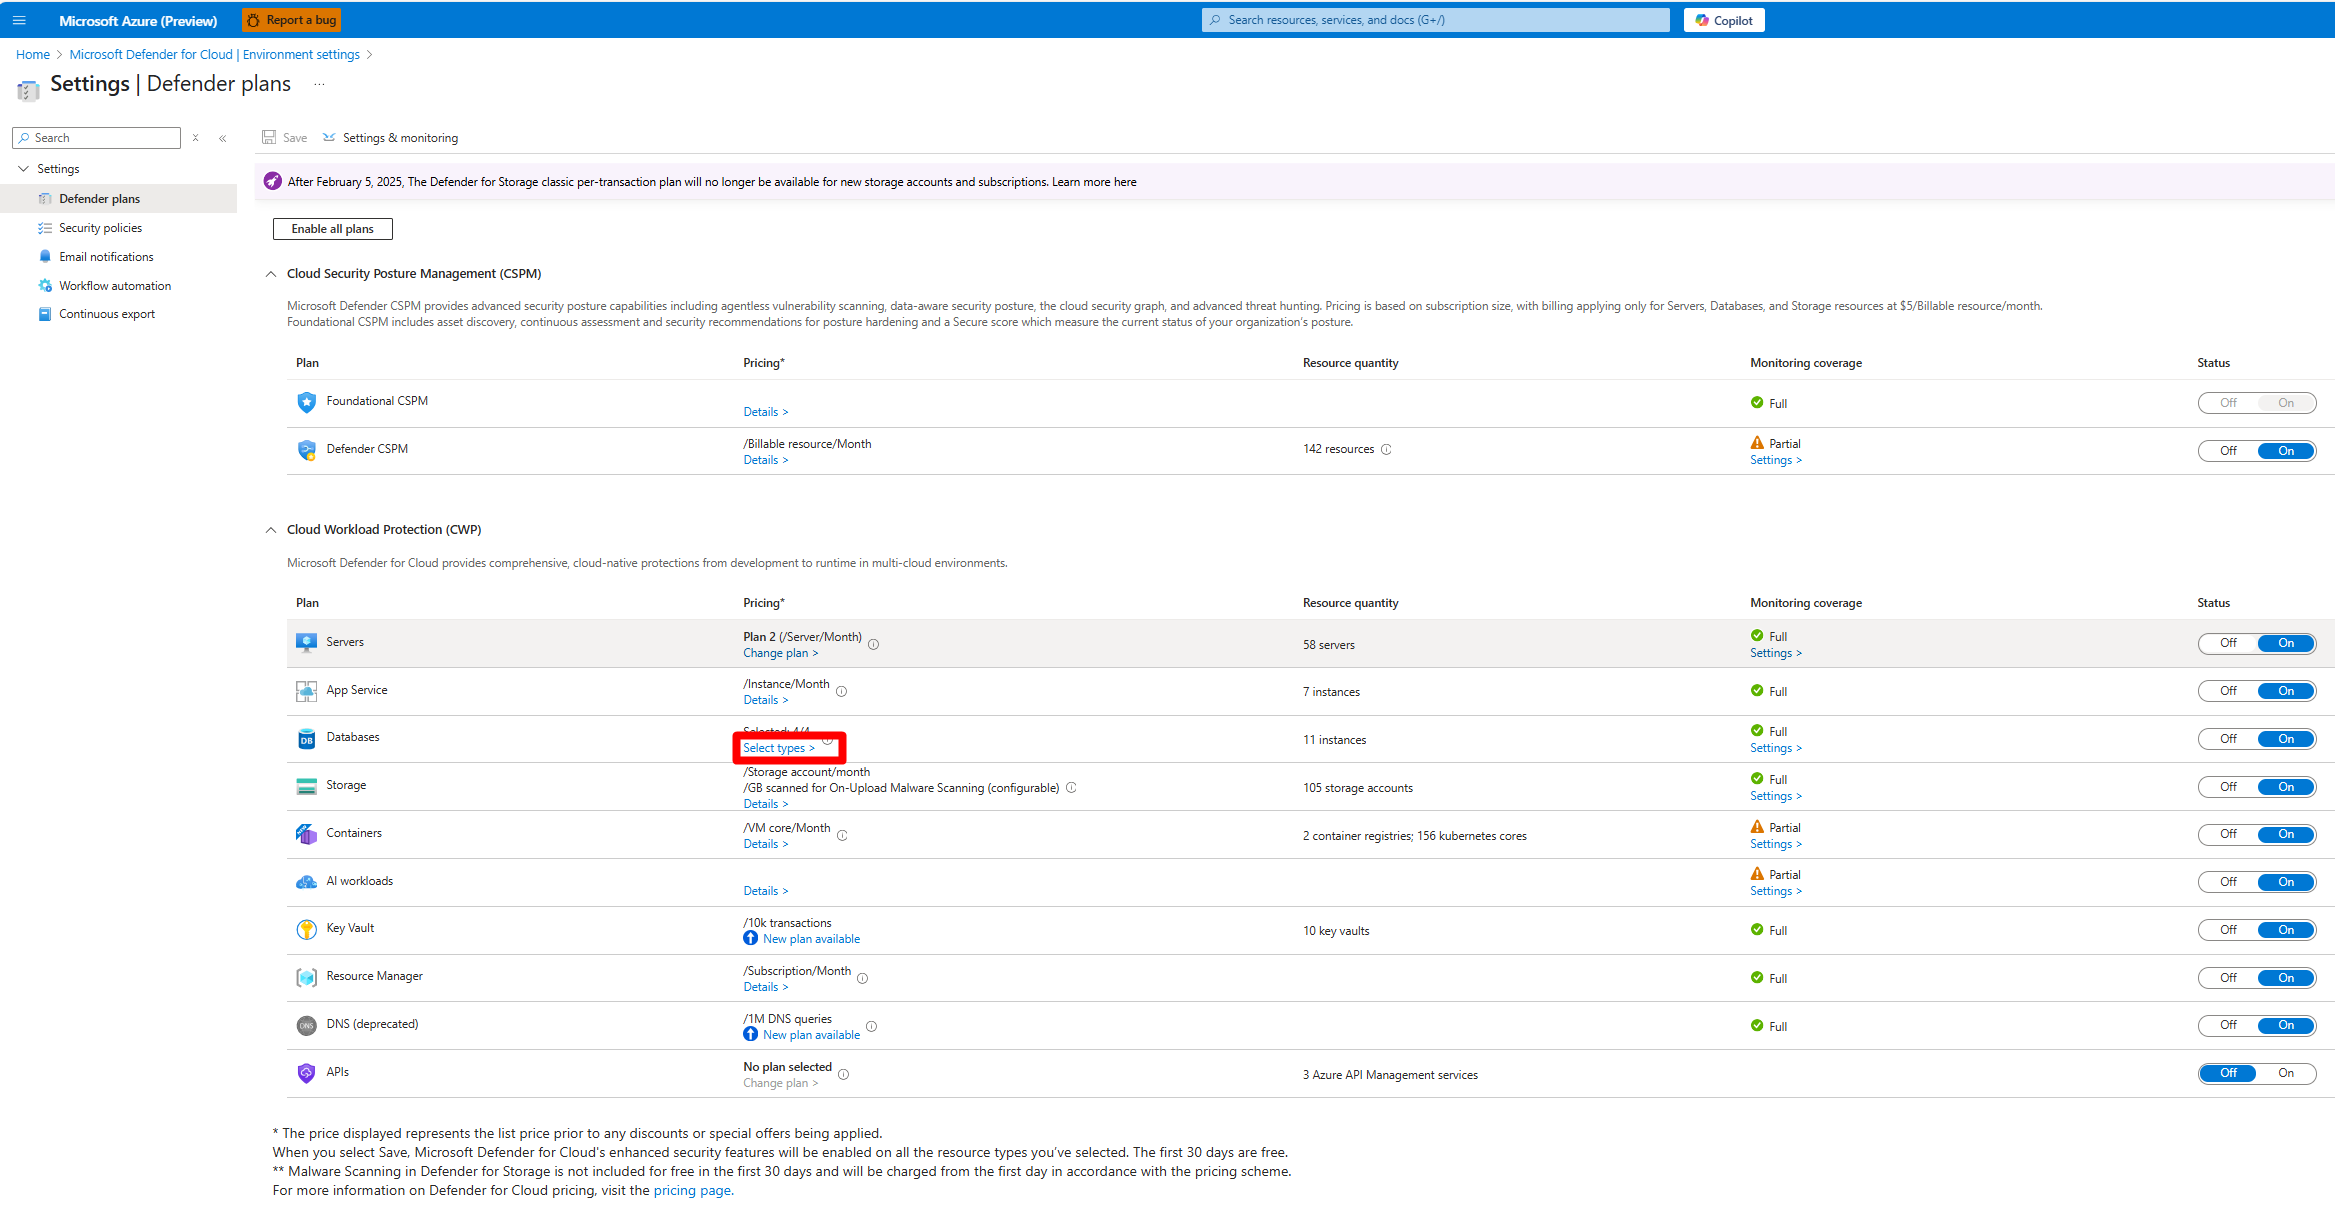 Microsoft Azure (Preview)
Report a bug
Search resources, services, and docs (G+/)
Copilot
Home > Microsoft Defender for Cloud | Environment settings >
Settings | Defender plans ...
Search
Save
Settings & monitoring
Settings
Defender plans
Security policies
Email notifications
Workflow automation
Continuous export
After February 5, 2025, The Defender for Storage classic per-transaction plan will no longer be available for new storage accounts and subscriptions. Learn more here
Enable all plans
Cloud Security Posture Management (CSPM)
Microsoft Defender CSPM provides advanced security posture capabilities including agentless vulnerability scanning, data-aware security posture, the cloud security graph, and advanced threat hunting. Pricing is based on subscription size, with billing applying only for Servers, Databases, and Storage resources at $5/Billable resource/month.
Foundational CSPM includes asset discovery, continuous assessment and security recommendations for posture hardening and a Secure score which measure the current status of your organization's posture.
Plan Pricing* Resource quantity Monitoring coverage Status
Foundational CSPM Details > Full Off On
Defender CSPM /Billable resource/Month 142 resources Partial Off On
Details > Settings >
Cloud Workload Protection (CWP)
Microsoft Defender for Cloud provides comprehensive, cloud-native protections from development to runtime in multi-cloud environments.
Plan Pricing* Resource quantity Monitoring coverage Status
Servers Plan 2 (/Server/Month) 58 servers Full Off On
Change plan > Settings >
App Service /Instance/Month 7 instances Full Off On
Details >
Databases Selected: 4/4 11 instances Full Off On
Select types > Settings >
Storage /Storage account/month 105 storage accounts Full Off On
/GB scanned for On-Upload Malware Scanning (configurable) Settings >
Details >
Containers /VM core/Month 2 container registries; 156 kubernetes cores Partial Off On
Details > Settings >
AI workloads Details > Partial Off On
Settings >
Key Vault /10k transactions 10 key vaults Full Off On
New plan available
Resource Manager /Subscription/Month Full Off On
Details >
DNS DNS (deprecated) /1M DNS queries Full Off On
New plan available
APIs No plan selected 3 Azure API Management services Off On
Change plan >
* The price displayed represents the list price prior to any discounts or special offers being applied.
When you select Save, Microsoft Defender for Cloud's enhanced security features will be enabled on all the resource types you've selected. The first 30 days are free.
** Malware Scanning in Defender for Storage is not included for free in the first 30 days and will be charged from the first day in accordance with the pricing scheme.
For more information on Defender for Cloud pricing, visit the pricing page.